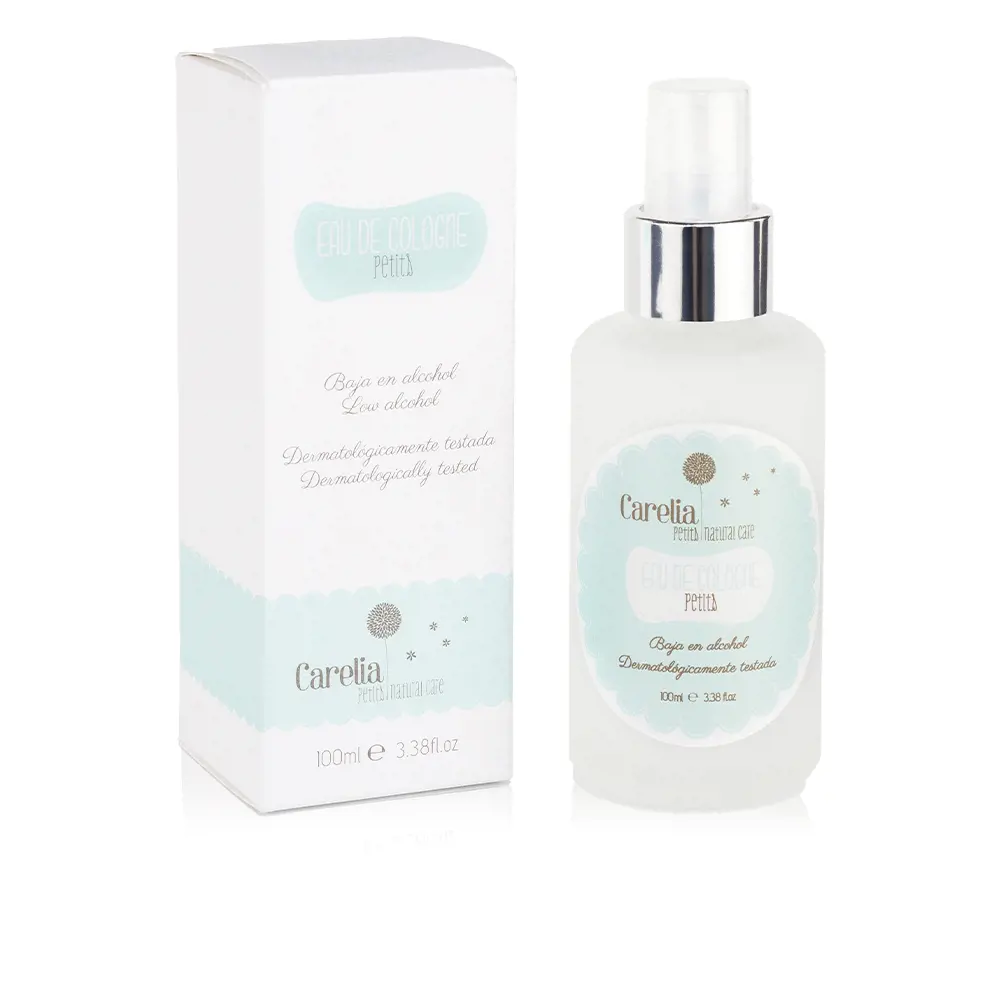 EAU DE COLOGNE
Petits
Baja en alcohol
Low alcohol
Dermatológicamente testada
Dermatologically tested
Carelia
Petits natural care
100ml e 3.38fl.oz
Carelia
Petits natural care
EAU DE COLOGNE
Petits
Baja en alcohol
Dermatológicamente testada
100ml e 3.38 fl.oz